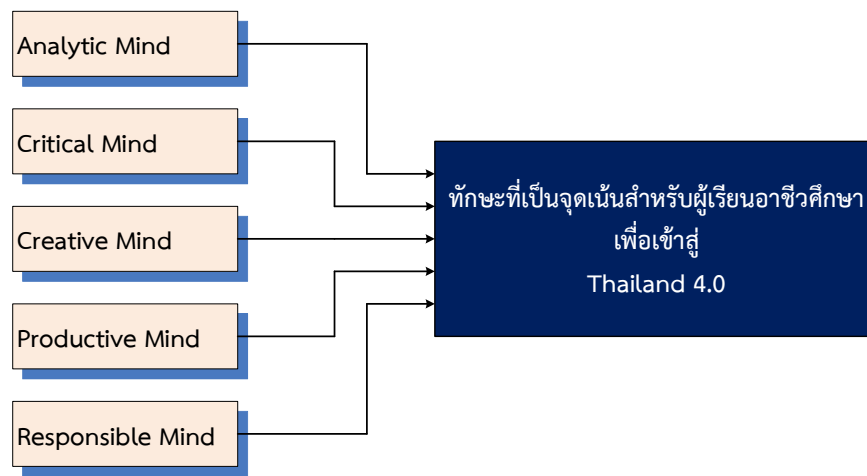 Analytic Mind
Critical Mind
Creative Mind
Productive Mind
Responsible Mind
ทักษะที่เป็นจุดเน้นสำหรับผู้เรียนอาชีวศึกษา
เพื่อเข้าสู่
Thailand 4.0